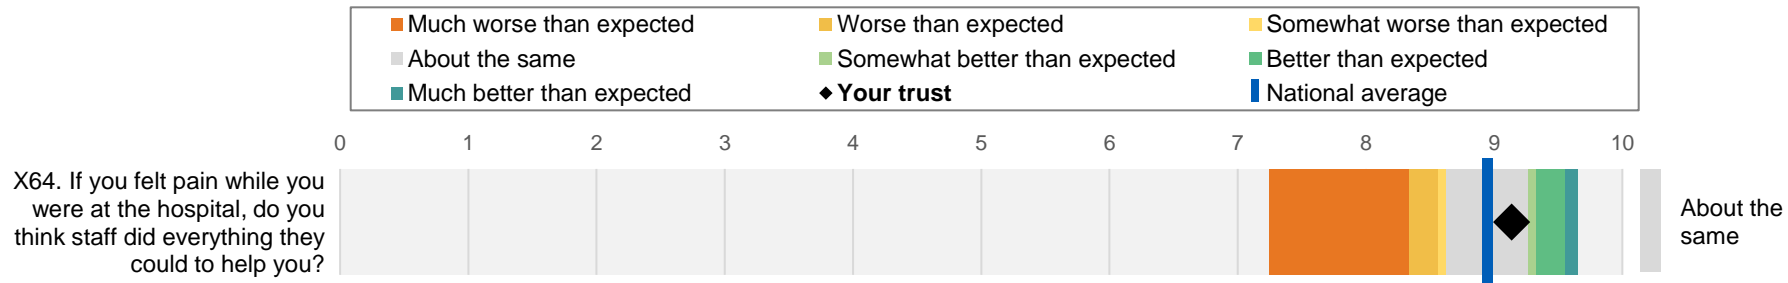 Much worse than expected
Worse than expected
Somewhat worse than expected
About the same
Somewhat better than expected
Better than expected
Much better than expected
Your trust
National average
0 1 2 3 4 5 6 7 8 9 10
X64. If you felt pain while you
were at the hospital, do you
think staff did everything they
could to help you?
About the
same